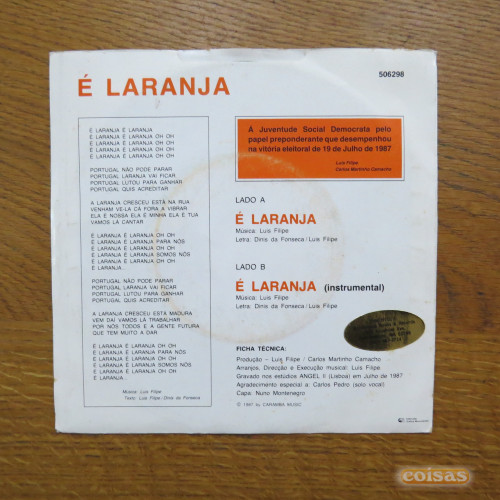 É LARANJA
506298
É LARANJA É LARANJA
É LARANJA É LARANJA OH OH
É LARANJA É LARANJA OH OH
É LARANJA É LARANJA OH OH
É LARANJA É LARANJA OH OH
PORTUGAL NÃO PODE PARAR
PORTUGAL LARANJA VAI FICAR
PORTUGAL LUTOU PARA GANHAR
PORTUGAL QUIS ACREDITAR
A LARANJA CRESCEU ESTÁ NA RUA
VENHAM VÊ-LA CÁ FORA A VIBRAR
ELA É NOSSA ELA É MINHA ELA É TUA
VAMOS LÁ CANTAR
É LARANJA É LARANJA OH OH
É LARANJA É LARANJA PARA NÓS
É LARANJA É LARANJA OH OH
É LARANJA É LARANJA SOMOS NÓS
É LARANJA É LARANJA OH OH
É LARANJA...
PORTUGAL NÃO PODE PARAR
PORTUGAL LARANJA VAI FICAR
PORTUGAL LUTOU PARA GANHAR
PORTUGAL QUIS ACREDITAR
A LARANJA CRESCEU ESTÁ MADURA
VEM DAÍ VAMOS LÁ TRABALHAR
POR NÓS TODOS E A GENTE FUTURA
QUE TEM MUITO A DAR.
É LARANJA É LARANJA OH OH
É LARANJA É LARANJA PARA NÓS
É LARANJA É LARANJA OH OH
É LARANJA É LARANJA SOMOS NÓS
É LARANJA É LARANJA OH OH
É LARANJA...
Música: Luis Filipe
Texto: Luis Filipe/Dinis da Fonseca
A Juventude Social Democrata pelo
papel preponderante que desempenhou
na vitória eleitoral de 19 de Julho de 1987
Luis Filipe
Carlos Martinho Camacho
LADO A
É LARANJA
Música: Luis Filipe
Letra: Dinis da Fonseca/Luis Filipe
LADO B
É LARANJA (instrumental)
Música: Luis Filipe
Letra: Dinis da Fonseca/Luis Filipe
FICHA TÉCNICA:
Produção – Luis Filipe / Carlos Martinho Camacho
Arranjos, Direcção e Execução musical: Luis Filipe
Gravado nos estúdios ANGEL II (Lisboa) em Julho de 1987
Agradecimento especial a: Carlos Pedro (solo vocal)
Capa: Nuno Montenegro
© 1987 by CARAMBA MUSIC
coisas